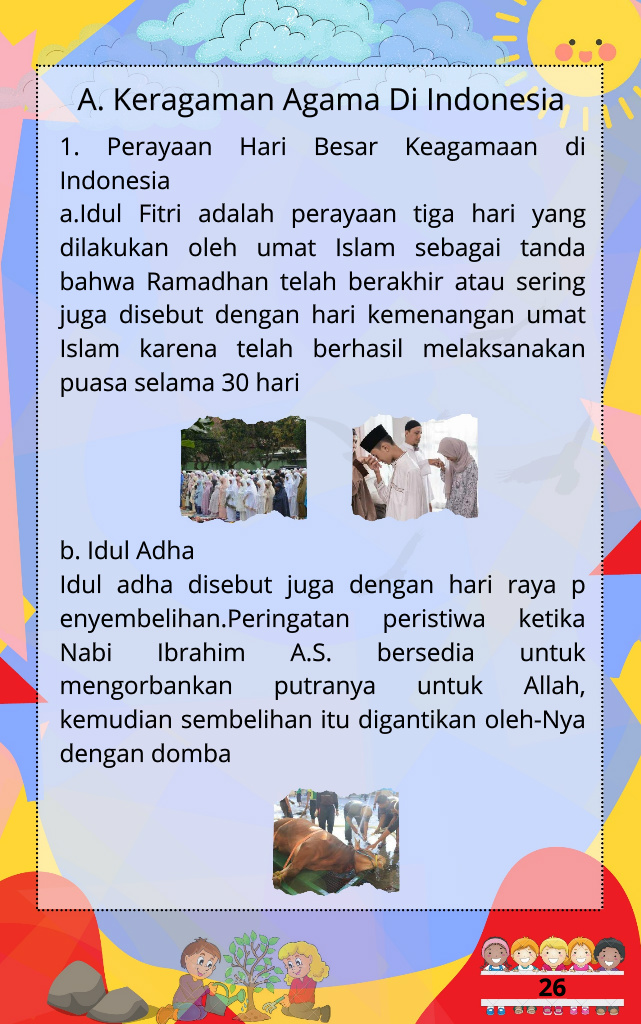 A. Keragaman Agama Di Indonesia
1. Perayaan Hari Besar Keagamaan di
Indonesia
a.Idul Fitri adalah perayaan tiga hari yang
dilakukan oleh umat Islam sebagai tanda
bahwa Ramadhan telah berakhir atau sering
juga disebut dengan hari kemenangan umat
Islam karena telah berhasil melaksanakan
puasa selama 30 hari
b. Idul Adha
Idul adha disebut juga dengan hari raya p
enyembelihan.Peringatan peristiwa ketika
Nabi Ibrahim A.S. bersedia untuk
mengorbankan putranya untuk Allah,
kemudian sembelihan itu digantikan oleh-Nya
dengan domba
26